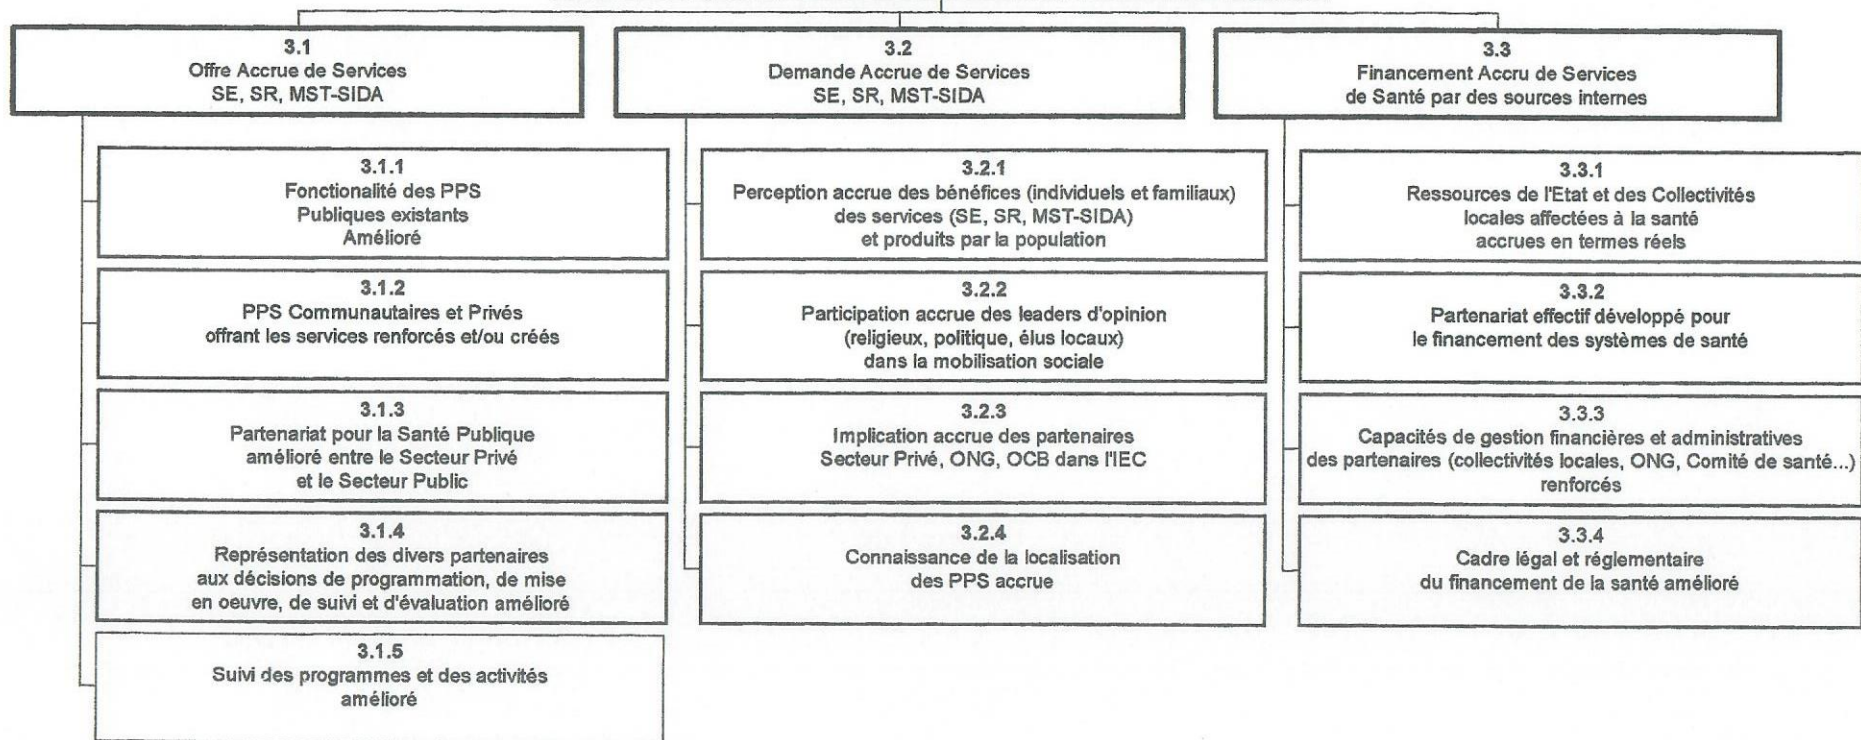 3.1
Offre Accrue de Services
SE, SR, MST-SIDA
3.1.1
Fonctionalité des PPS
Publiques existants
Amélioré
3.1.2
PPS Communautaires et Privés
offrant les services renforcés et/ou créés
3.1.3
Partenariat pour la Santé Publique
amélioré entre le Secteur Privé
et le Secteur Public
3.1.4
Représentation des divers partenaires
aux décisions de programmation, de mise
en oeuvre, de suivi et d'évaluation amélioré
3.1.5
Suivi des programmes et des activités
amélioré
3.2
Demande Accrue de Services
SE, SR, MST-SIDA
3.2.1
Perception accrue des bénéfices (individuels et familiaux)
des services (SE, SR, MST-SIDA)
et produits par la population
3.2.2
Participation accrue des leaders d'opinion
(religieux, politique, élus locaux)
dans la mobilisation sociale
3.2.3
Implication accrue des partenaires
Secteur Privé, ONG, OCB dans l'IEC
3.2.4
Connaissance de la localisation
des PPS accrue
3.3
Financement Accru de Services
de Santé par des sources internes
3.3.1
Ressources de l'Etat et des Collectivités
locales affectées à la santé
accrues en termes réels
3.3.2
Partenariat effectif développé pour
le financement des systèmes de santé
3.3.3
Capacités de gestion financières et administratives
des partenaires (collectivités locales, ONG, Comité de santé...)
renforcés
3.3.4
Cadre légal et réglementaire
du financement de la santé amélioré